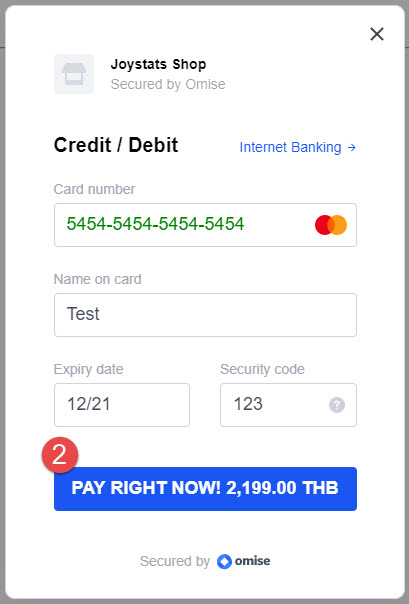 Joystats Shop
Secured by Omise
Credit / Debit
Internet Banking →
Card number
5454-5454-5454-5454
Name on card
Test
Expiry date
Security code
12/21
123
?
2
PAY RIGHT NOW! 2,199.00 THB
Secured by omise